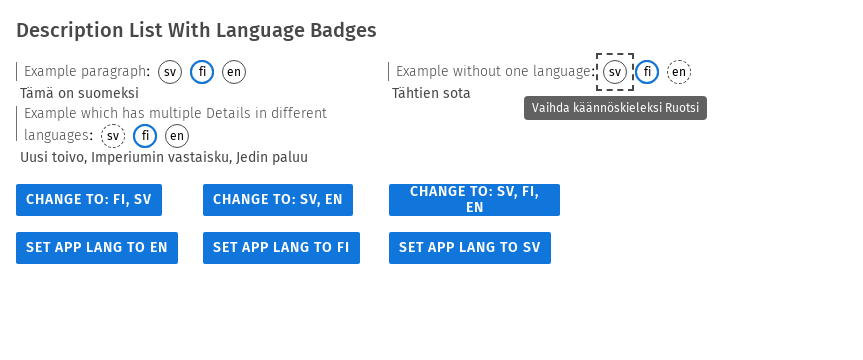 Description List With Language Badges
Example paragraph: sv fi en
Tämä on suomeksi
Example without one language: sv fi en
Tähtien sota
Vaihda käännöskieleksi Ruotsi
Example which has multiple Details in different
languages: sv fi en
Uusi toivo, Imperiumin vastaisku, Jedin paluu
CHANGE TO: FI, SV
CHANGE TO: SV, EN
CHANGE TO: SV, FI,
EN
SET APP LANG TO EN
SET APP LANG TO FI
SET APP LANG TO SV